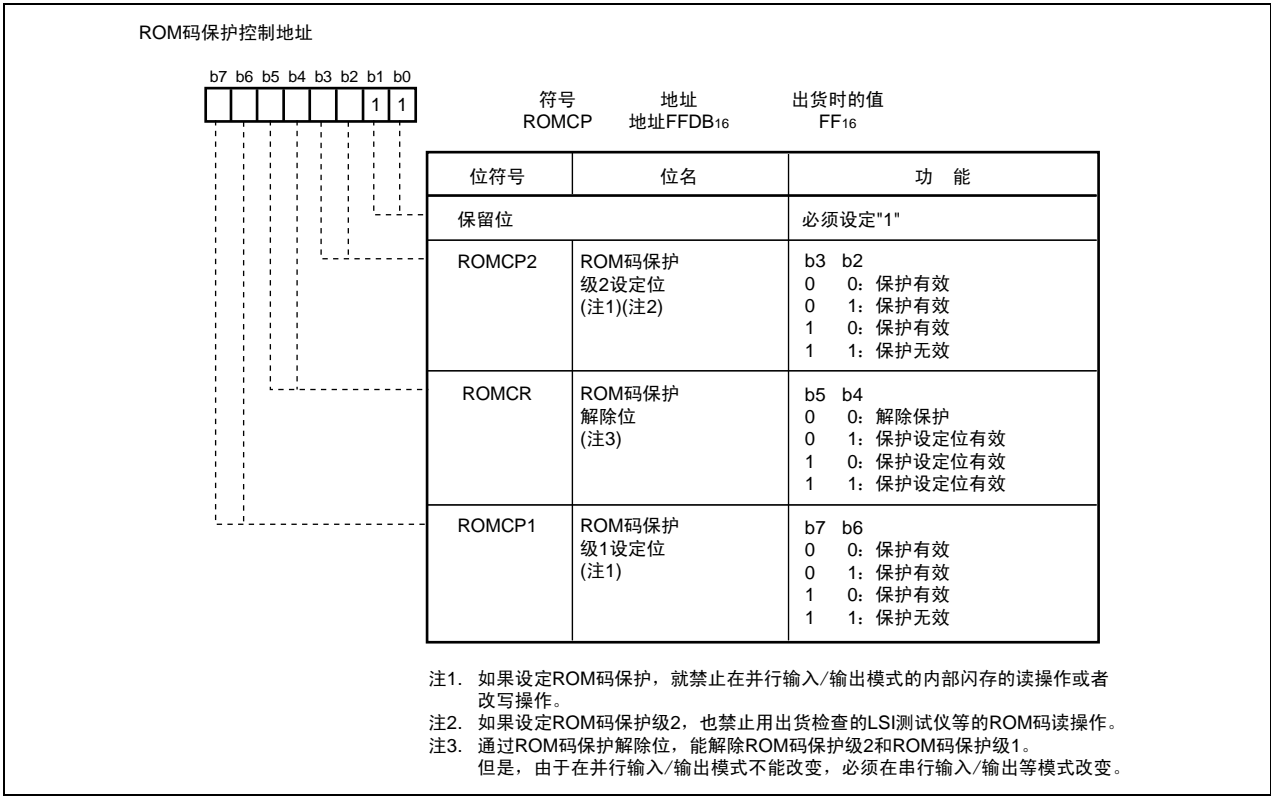 ROM码保护控制地址
b7 b6 b5 b4 b3 b2 b1 b0
1 1
符号 地址 出货时的值
ROMCP 地址FFDB16 FF16
位符号 位名 功 能
保留位 必须设定"1"
ROMCP2 ROM码保护 b3 b2
级2设定位 0 0：保护有效
(注1)(注2) 0 1：保护有效
1 0：保护有效
1 1：保护无效
ROMCR ROM码保护 b5 b4
解除位 0 0：解除保护
(注3) 0 1：保护设定位有效
1 0：保护设定位有效
1 1：保护设定位有效
ROMCP1 ROM码保护 b7 b6
级1设定位 0 0：保护有效
(注1) 0 1：保护有效
1 0：保护有效
1 1：保护无效
注1. 如果设定ROM码保护，就禁止在并行输入/输出模式的内部闪存的读操作或者
改写操作。
注2. 如果设定ROM码保护级2，也禁止用出货检查的LSI测试仪等的ROM码读操作。
注3. 通过ROM码保护解除位，能解除ROM码保护级2和ROM码保护级1。
但是，由于在并行输入/输出模式不能改变，必须在串行输入/输出等模式改变。